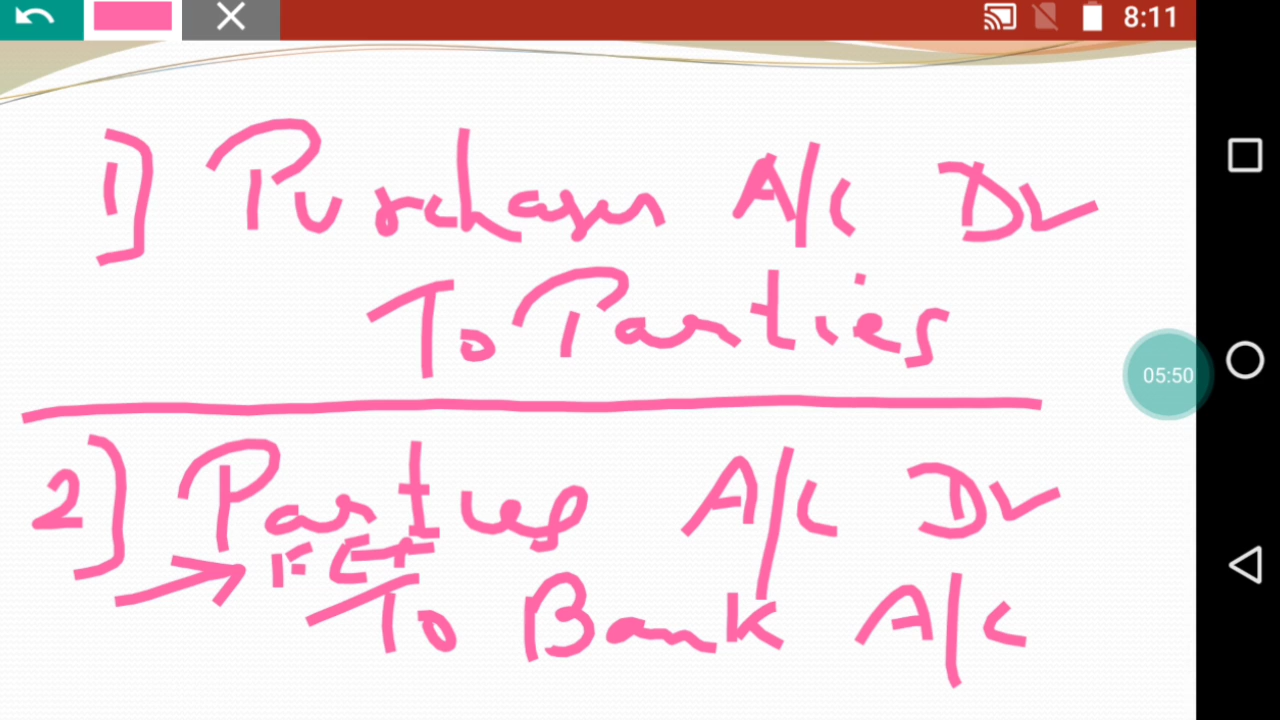 8:11
1] Purchases A/c Dr
To Parties
05:50
2] Parties A/c Dr
To Bank A/c